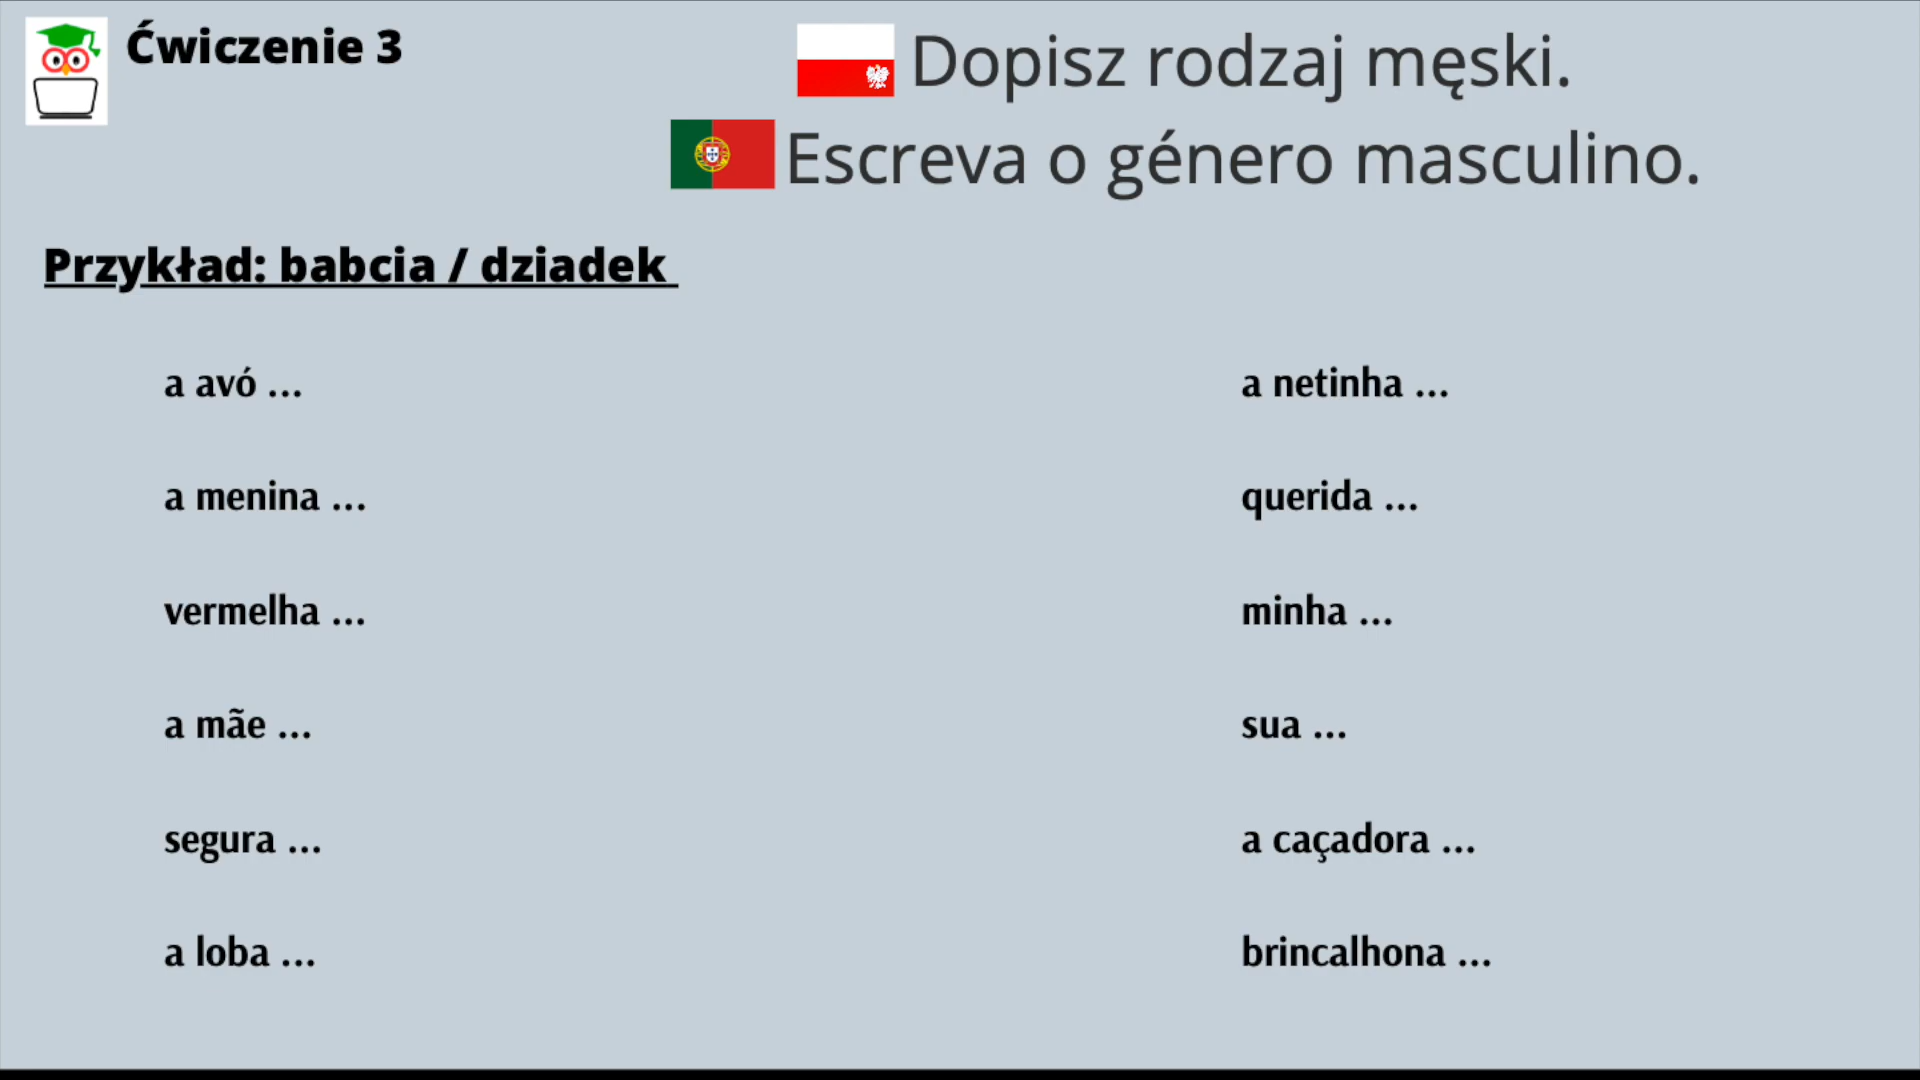 Ćwiczenie 3
Dopisz rodzaj męski.
Escreva o género masculino.
Przykład: babcia / dziadek
a avó ...
a menina ...
vermelha ...
a mãe ...
segura ...
a loba ...
a netinha ...
querida ...
minha ...
sua ...
a caçadora ...
brincalhona ...